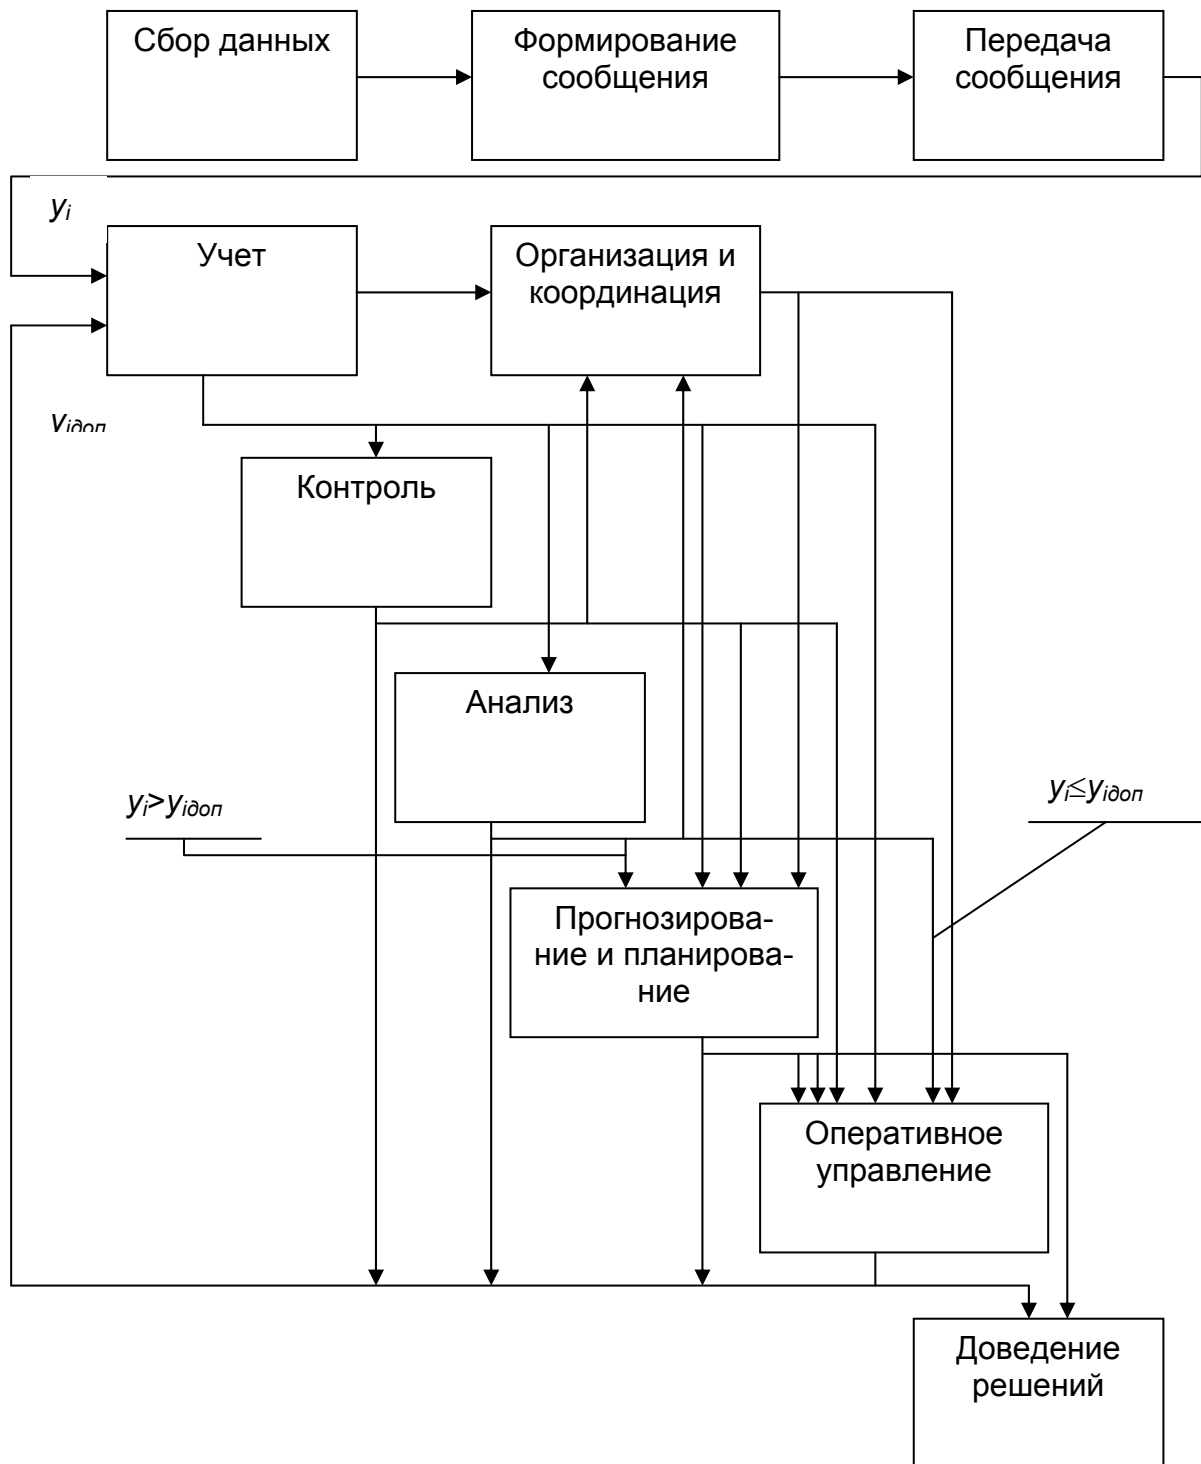 Сбор данных
Формирование
сообщения
Передача
сообщения
yi
Учет
Организация и
координация
yiдоп
Контроль
Анализ
yi>yiдоп
yi≤yiдоп
Прогнозирова-
ние и планирова-
ние
Оперативное
управление
Доведение
решений